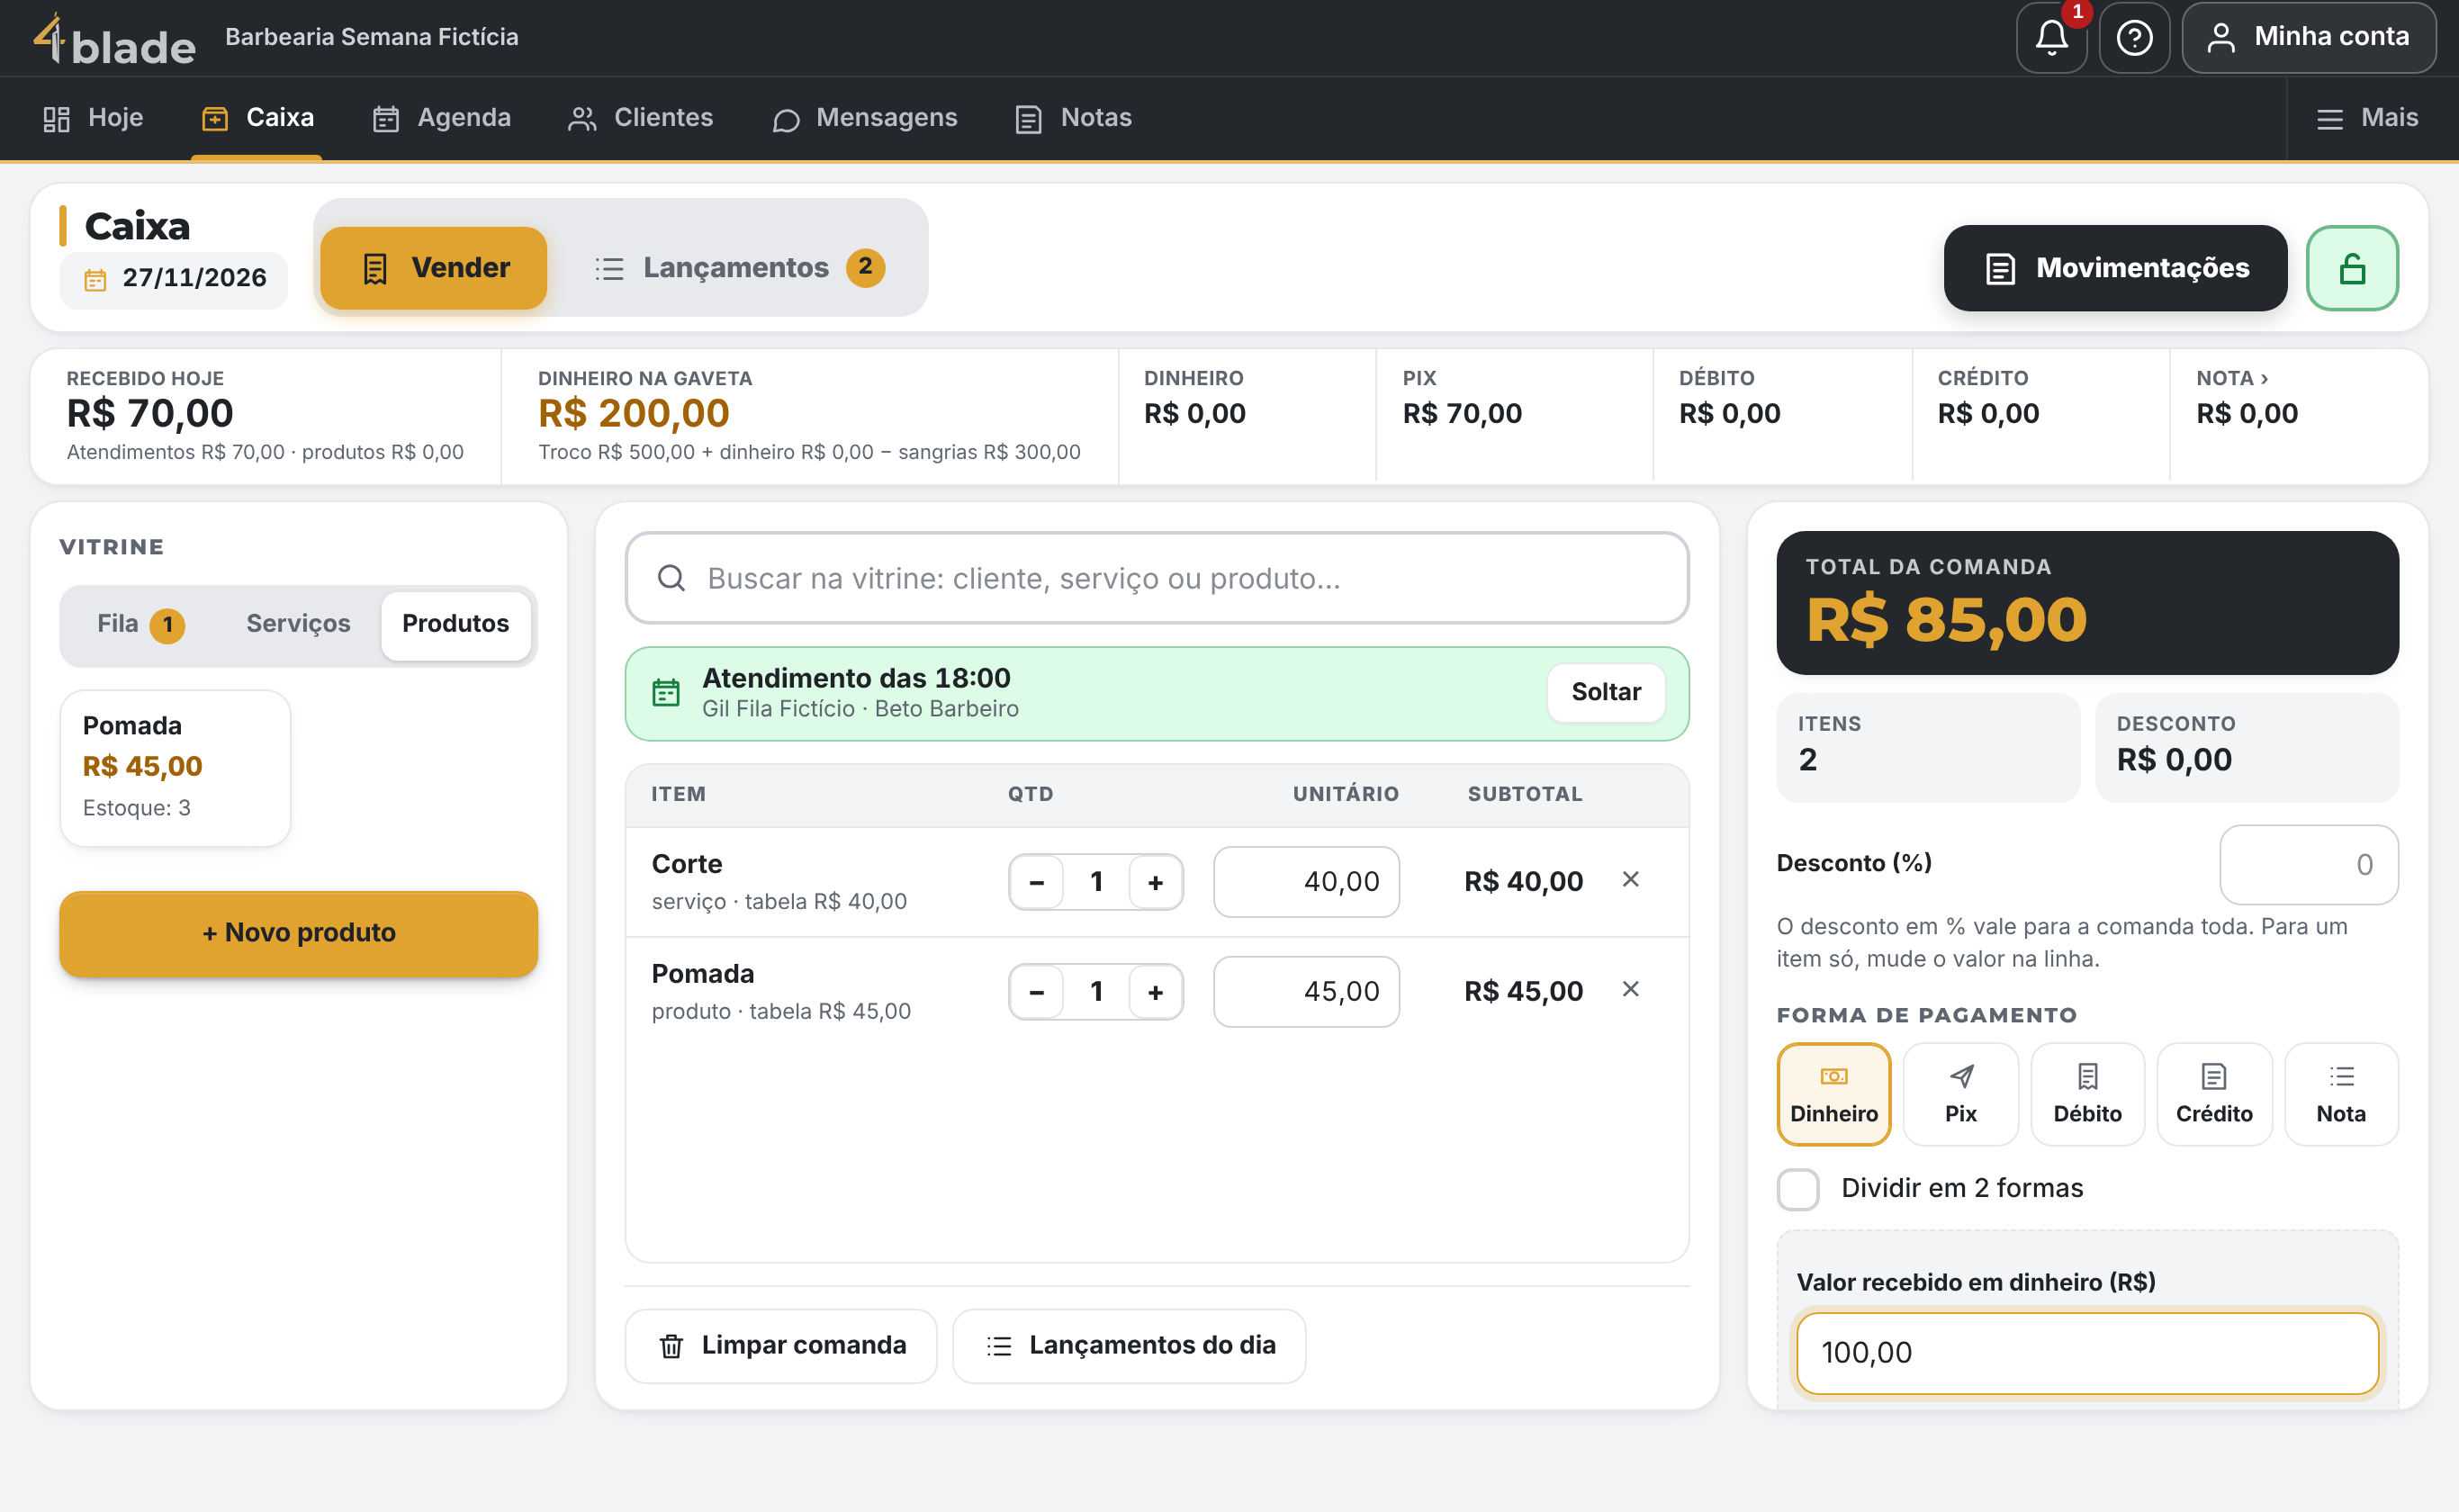 4blade
Barbearia Semana Fictícia
1
Minha conta
Hoje
Caixa
Agenda
Clientes
Mensagens
Notas
Mais
Caixa
27/11/2026
Vender
Lançamentos 2
Movimentações
RECEBIDO HOJE
R$ 70,00
Atendimentos R$ 70,00 · produtos R$ 0,00
DINHEIRO NA GAVETA
R$ 200,00
Troco R$ 500,00 + dinheiro R$ 0,00 − sangrias R$ 300,00
DINHEIRO
R$ 0,00
PIX
R$ 70,00
DÉBITO
R$ 0,00
CRÉDITO
R$ 0,00
NOTA ›
R$ 0,00
VITRINE
Fila 1
Serviços
Produtos
Pomada
R$ 45,00
Estoque: 3
+ Novo produto
Buscar na vitrine: cliente, serviço ou produto...
Atendimento das 18:00
Gil Fila Fictício · Beto Barbeiro
Soltar
ITEM QTD UNITÁRIO SUBTOTAL
Corte
serviço · tabela R$ 40,00
− 1 + 40,00 R$ 40,00 ×
Pomada
produto · tabela R$ 45,00
− 1 + 45,00 R$ 45,00 ×
Limpar comanda
Lançamentos do dia
TOTAL DA COMANDA
R$ 85,00
ITENS
2
DESCONTO
R$ 0,00
Desconto (%)
0
O desconto em % vale para a comanda toda. Para um
item só, mude o valor na linha.
FORMA DE PAGAMENTO
Dinheiro
Pix
Débito
Crédito
Nota
Dividir em 2 formas
Valor recebido em dinheiro (R$)
100,00